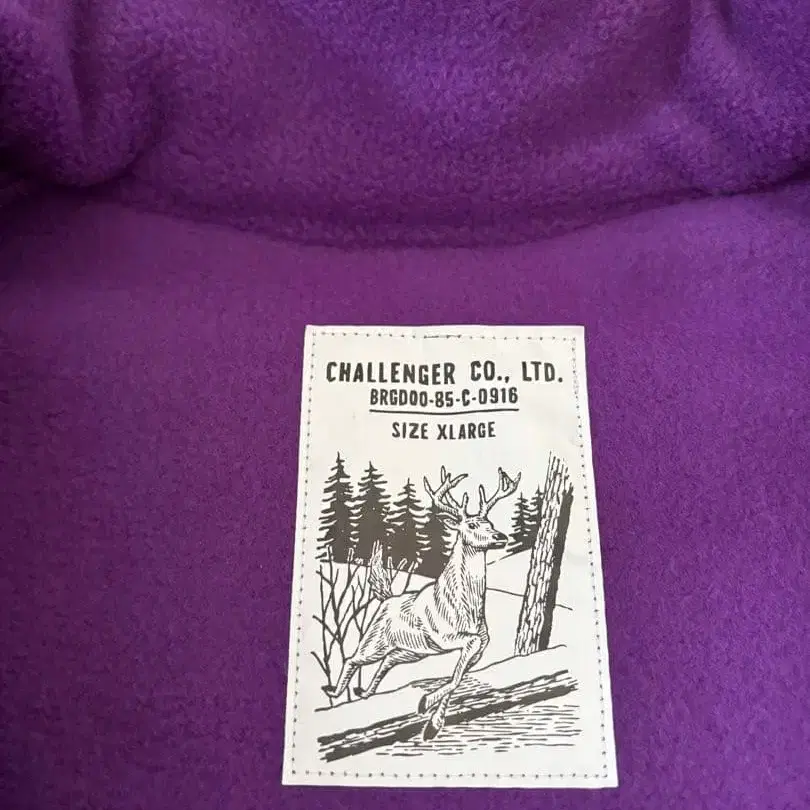 CHALLENGER CO., LTD.
BRGD00-85-C-0916
SIZE XLARGE